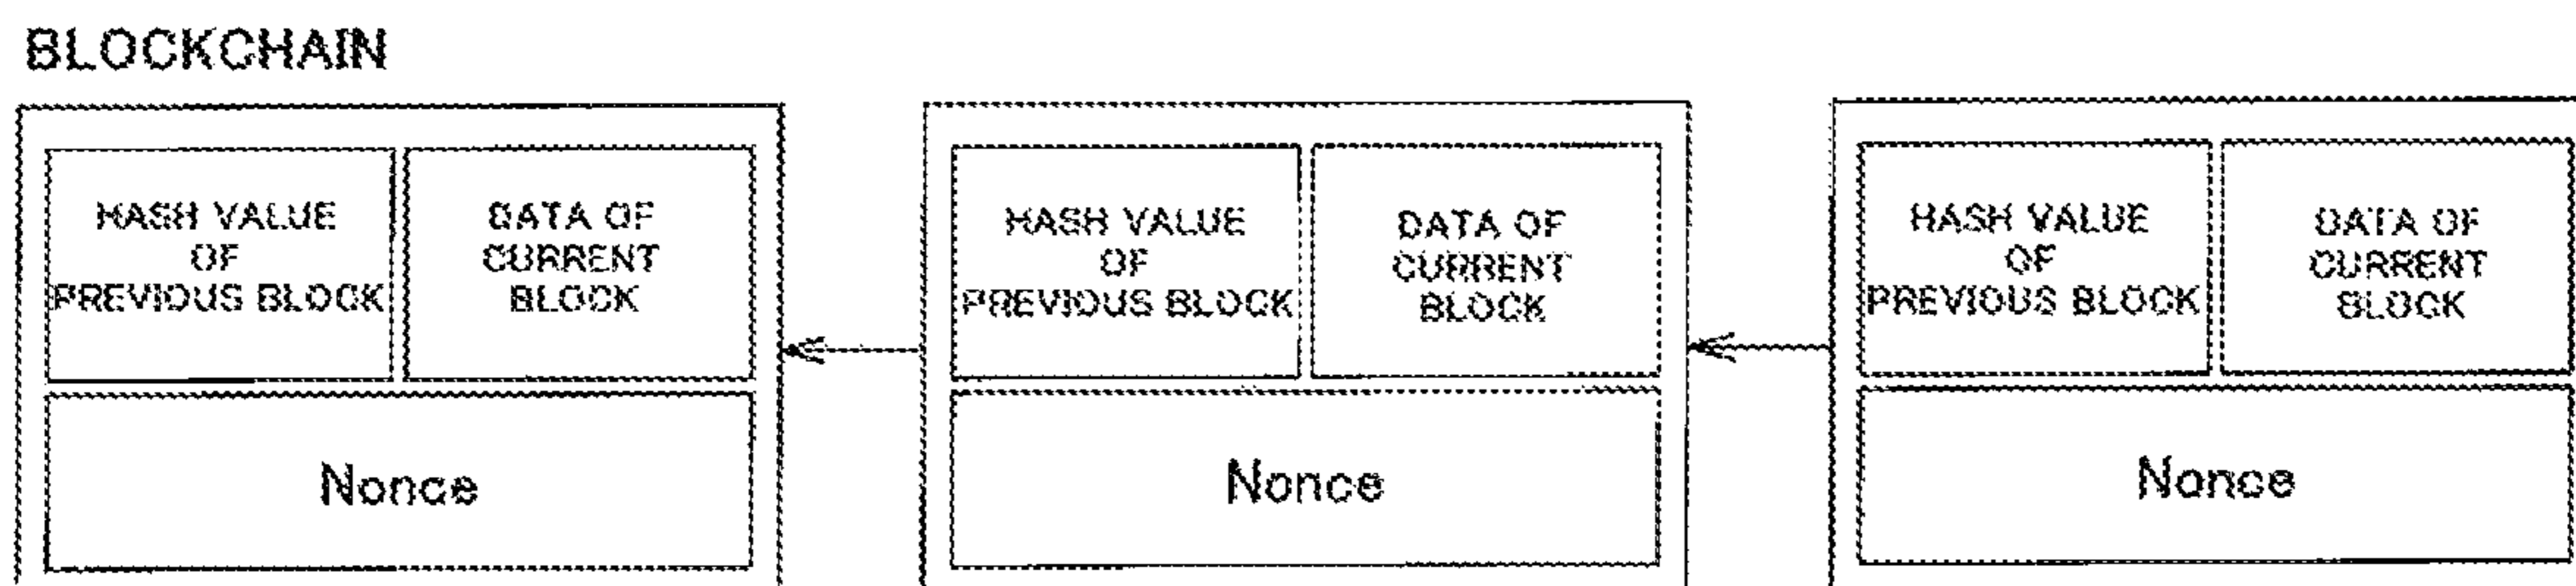 BLOCKCHAIN
HASH VALUE
OF
PREVIOUS BLOCK
DATA OF
CURRENT
BLOCK
Nonce
HASH VALUE
OF
PREVIOUS BLOCK
DATA OF
CURRENT
BLOCK
Nonce
HASH VALUE
OF
PREVIOUS BLOCK
DATA OF
CURRENT
BLOCK
Nonce